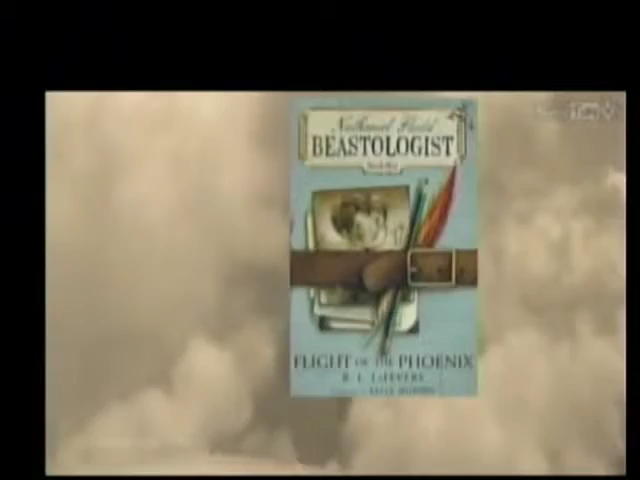 Nathaniel Fludd
BEASTOLOGIST
FLIGHT OF THE PHOENIX
R. L. LAFEVERS